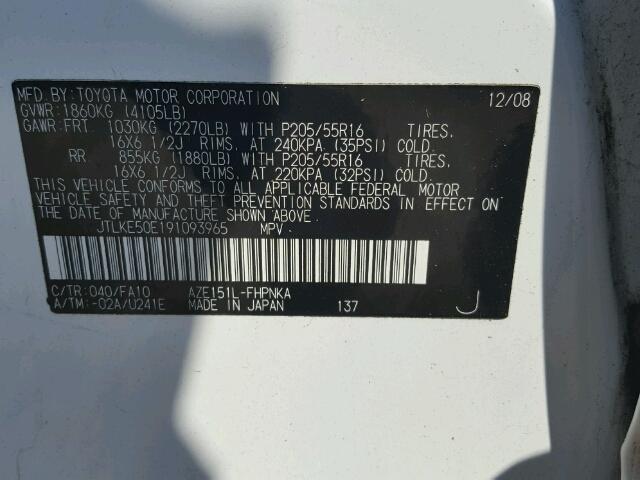 MFD.BY:TOYOTA MOTOR CORPORATION 12/08
GVWR:1860KG (4105LB)
GAWR:FRT. 1030KG (2270LB) WITH P205/55R16 TIRES,
16X6 1/2J RIMS, AT 240KPA (35PSI) COLD.
RR 855KG (1880LB) WITH P205/55R16 TIRES,
16X6 1/2J RIMS, AT 220KPA (32PSI) COLD.
THIS VEHICLE CONFORMS TO ALL APPLICABLE FEDERAL MOTOR
VEHICLE SAFETY AND THEFT PREVENTION STANDARDS IN EFFECT ON
THE DATE OF MANUFACTURE SHOWN ABOVE.
JTLKE50E191093965 MPV
C/TR:040/FA10 AZE151L-FHPNKA
A/TM:-02A/U241E MADE IN JAPAN 137 J